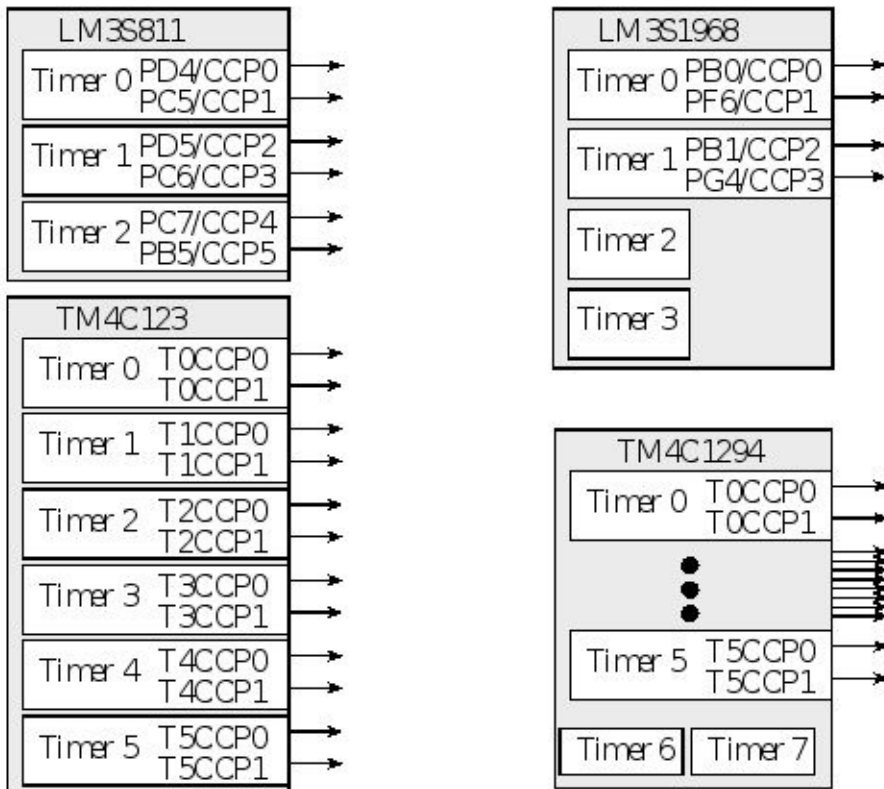 LM3S811
Timer 0 PD4/CCP0
PC5/CCP1
Timer 1 PD5/CCP2
PC6/CCP3
Timer 2 PC7/CCP4
PB5/CCP5
TM4C123
Timer 0 T0CCP0
T0CCP1
Timer 1 T1CCP0
T1CCP1
Timer 2 T2CCP0
T2CCP1
Timer 3 T3CCP0
T3CCP1
Timer 4 T4CCP0
T4CCP1
Timer 5 T5CCP0
T5CCP1
LM3S1968
Timer 0 PB0/CCP0
PF6/CCP1
Timer 1 PB1/CCP2
PG4/CCP3
Timer 2
Timer 3
TM4C1294
Timer 0 T0CCP0
T0CCP1
Timer 5 T5CCP0
T5CCP1
Timer 6 Timer 7